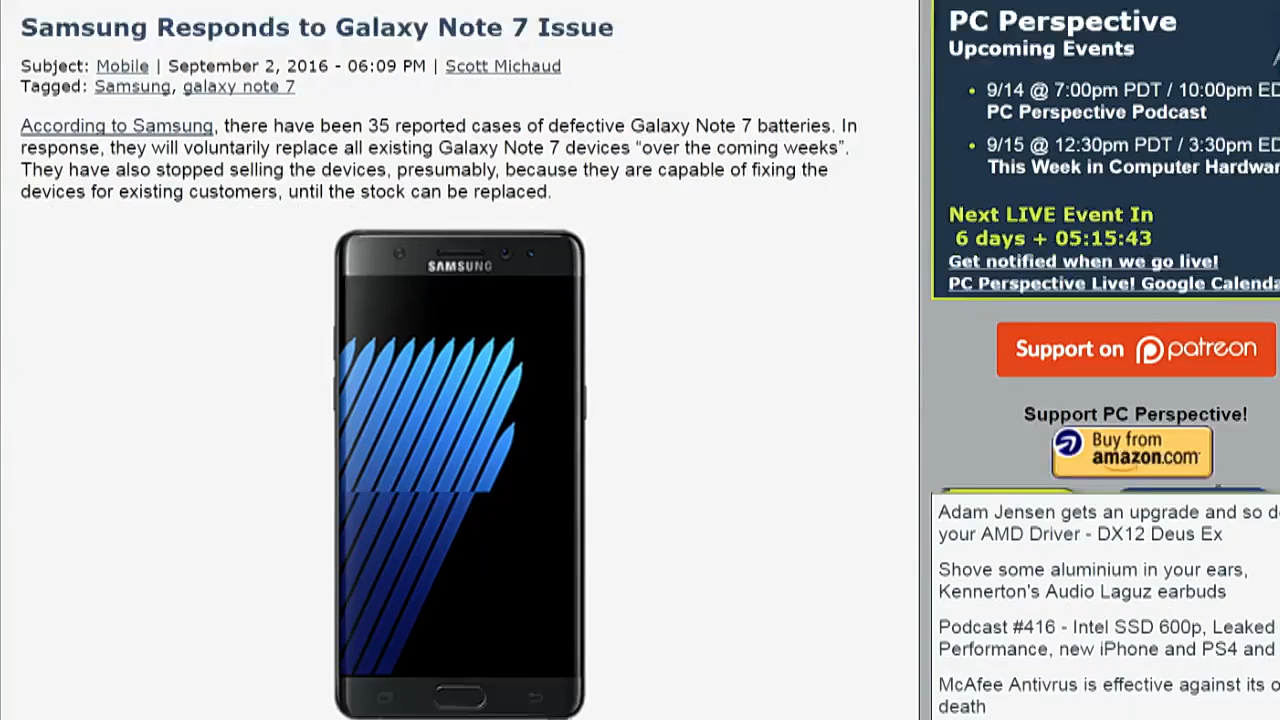 Samsung Responds to Galaxy Note 7 Issue
Subject: Mobile | September 2, 2016 - 06:09 PM | Scott Michaud
Tagged: Samsung, galaxy note 7
According to Samsung, there have been 35 reported cases of defective Galaxy Note 7 batteries. In
response, they will voluntarily replace all existing Galaxy Note 7 devices “over the coming weeks”.
They have also stopped selling the devices, presumably, because they are capable of fixing the
devices for existing customers, until the stock can be replaced.
SAMSUNG
PC Perspective
Upcoming Events
• 9/14 @ 7:00pm PDT / 10:00pm ED
PC Perspective Podcast
• 9/15 @ 12:30pm PDT / 3:30pm ED
This Week in Computer Hardwar
Next LIVE Event In
6 days + 05:15:43
Get notified when we go live!
PC Perspective Live! Google Calenda
Support on patreon
Support PC Perspective!
Buy from
amazon.com
Adam Jensen gets an upgrade and so d
your AMD Driver - DX12 Deus Ex
Shove some aluminium in your ears,
Kennerton's Audio Laguz earbuds
Podcast #416 - Intel SSD 600p, Leaked
Performance, new iPhone and PS4 and
McAfee Antivrus is effective against its o
death